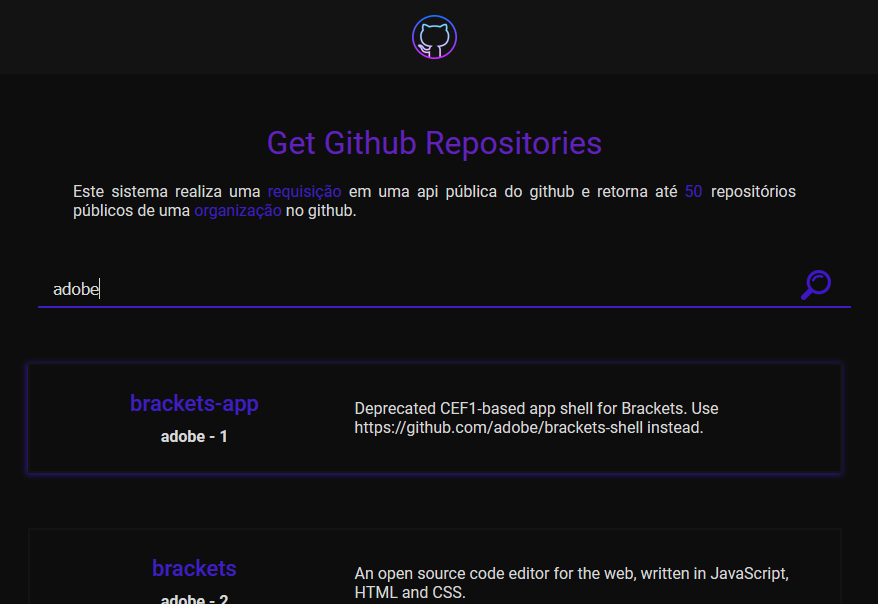 Get Github Repositories
Este sistema realiza uma requisição em uma api pública do github e retorna até 50 repositórios
públicos de uma organização no github.
adobe
brackets-app
adobe - 1
Deprecated CEF1-based app shell for Brackets. Use
https://github.com/adobe/brackets-shell instead.
brackets
adobe - 2
An open source code editor for the web, written in JavaScript,
HTML and CSS.